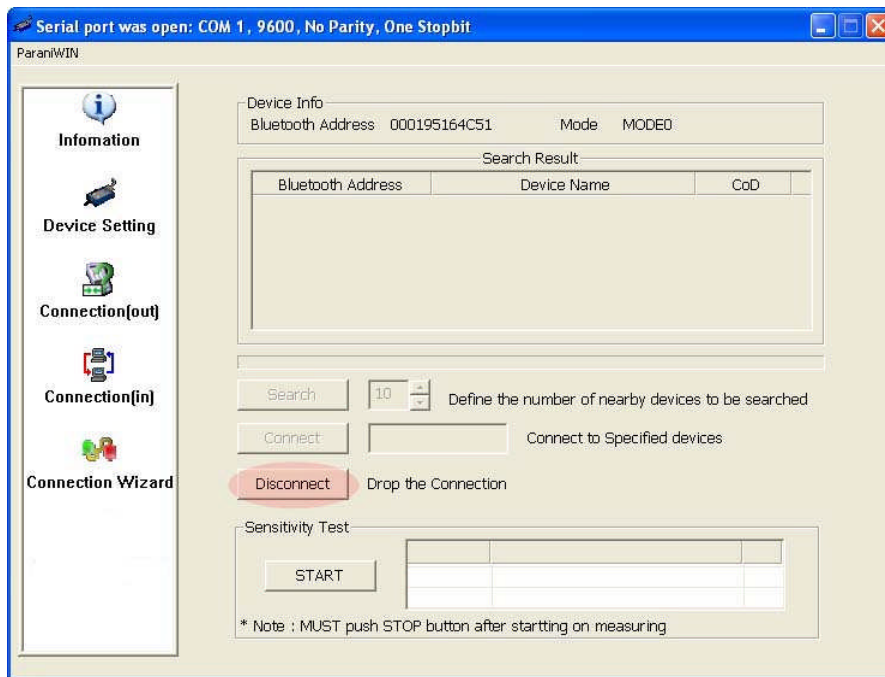 Serial port was open: COM 1, 9600, No Parity, One Stopbit
ParaniWIN
Infomation
Device Setting
Connection(out)
Connection(in)
Connection Wizard
Device Info
Bluetooth Address 000195164C51 Mode MODE0
Search Result
Bluetooth Address Device Name CoD
Search 10 Define the number of nearby devices to be searched
Connect Connect to Specified devices
Disconnect Drop the Connection
Sensitivity Test
START
* Note : MUST push STOP button after startting on measuring